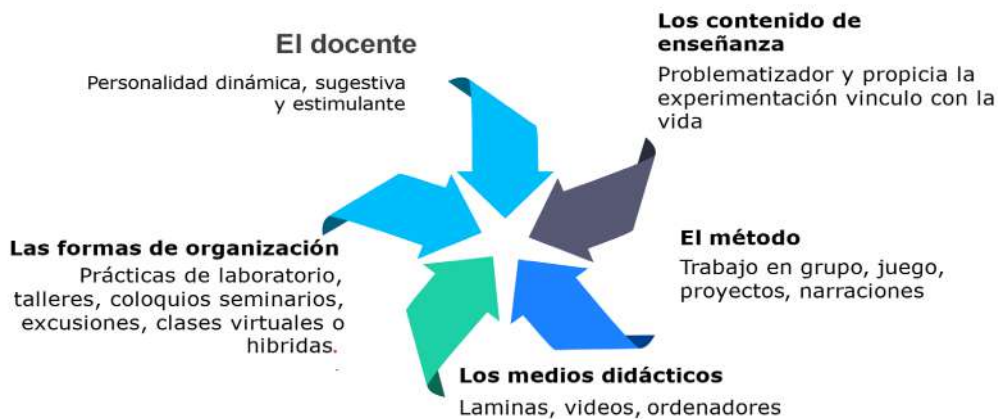 El docente
Personalidad dinámica, sugestiva
y estimulante
Los contenido de
enseñanza
Problematizador y propicia la
experimentación vinculo con la
vida
Las formas de organización
Prácticas de laboratorio,
talleres, coloquios seminarios,
excusiones, clases virtuales o
hibridas.
.
El método
Trabajo en grupo, juego,
proyectos, narraciones
Los medios didácticos
Laminas, videos, ordenadores